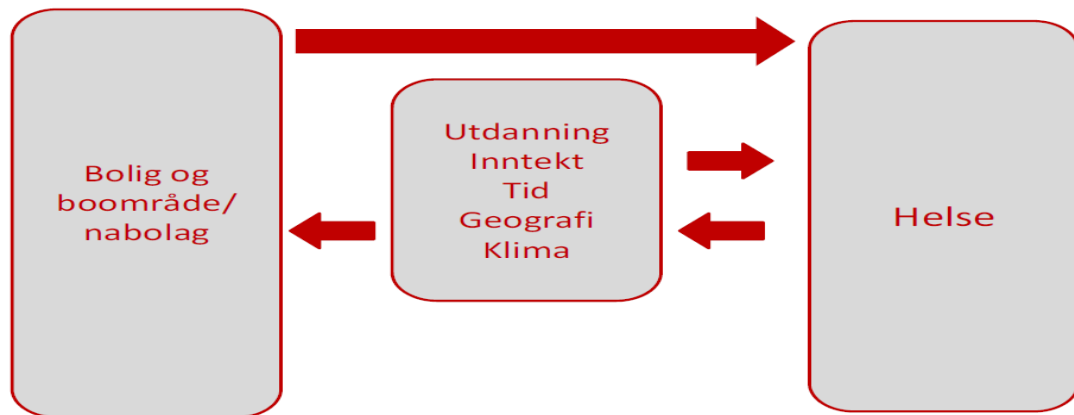 Bolig og
boområde/
nabolag
Utdanning
Inntekt
Tid
Geografi
Klima
Helse